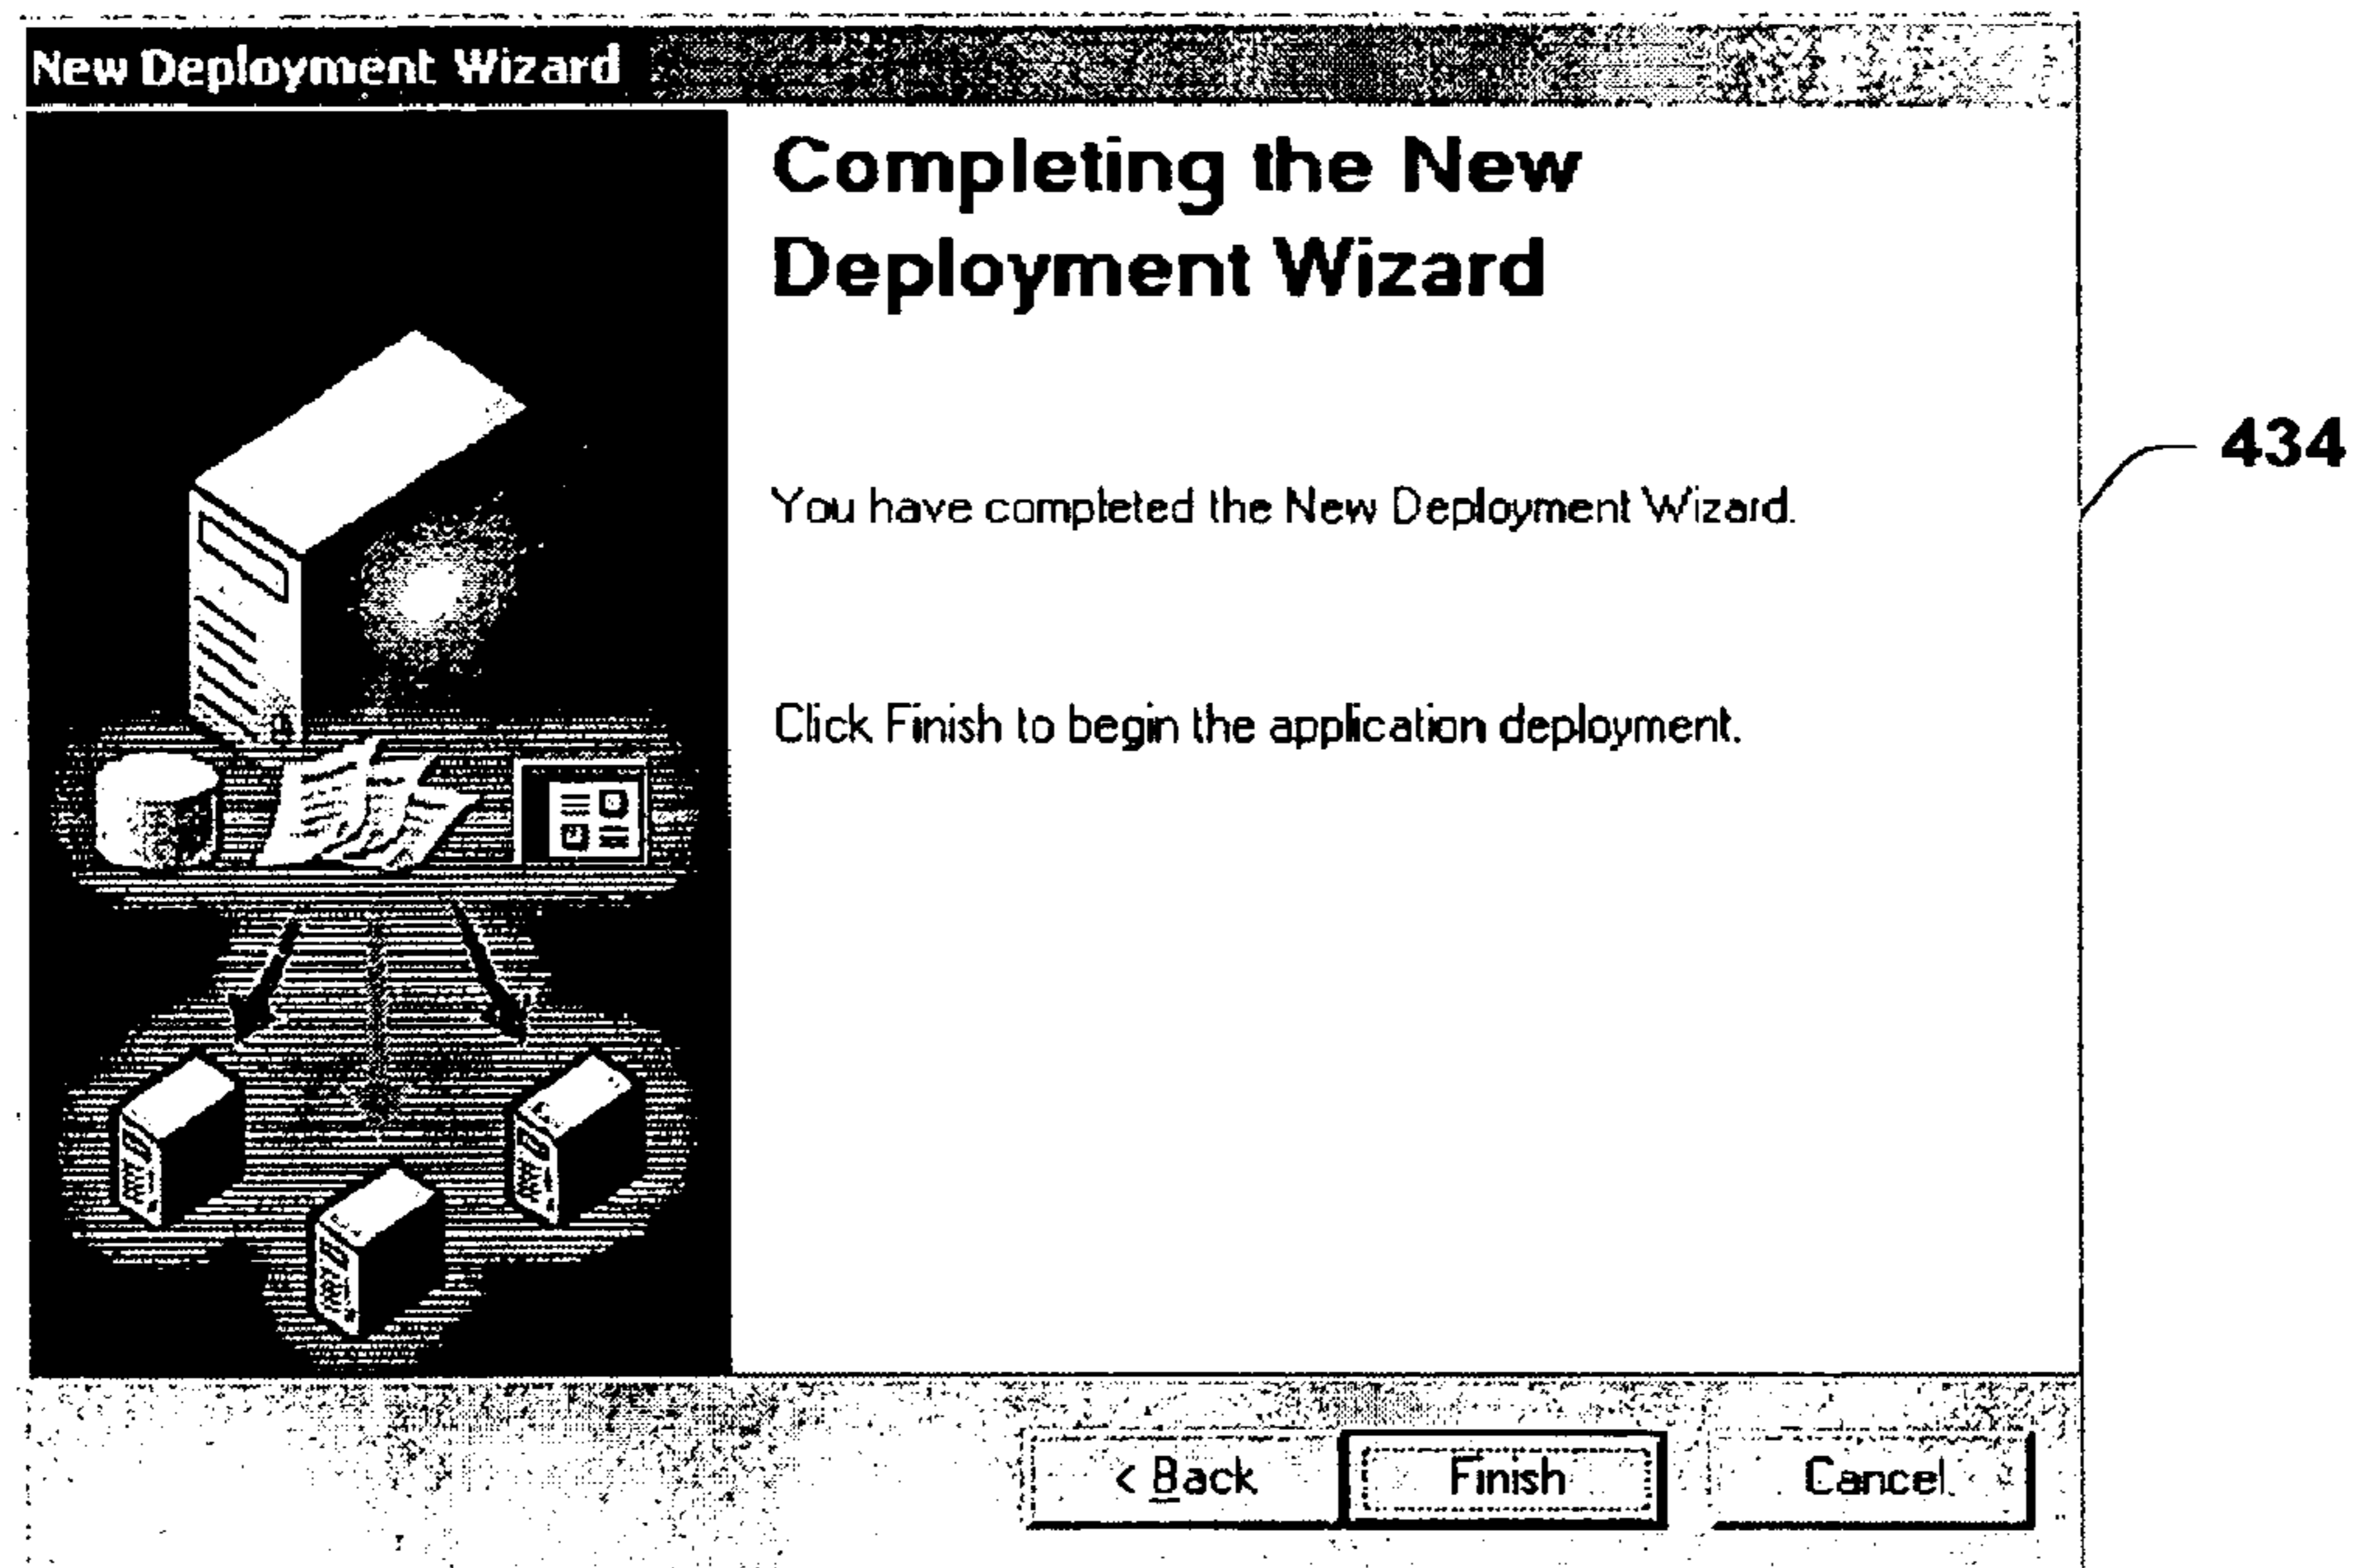 New Deployment Wizard
Completing the New
Deployment Wizard
434
You have completed the New Deployment Wizard.
Click Finish to begin the application deployment.
< Back
Finish
Cancel